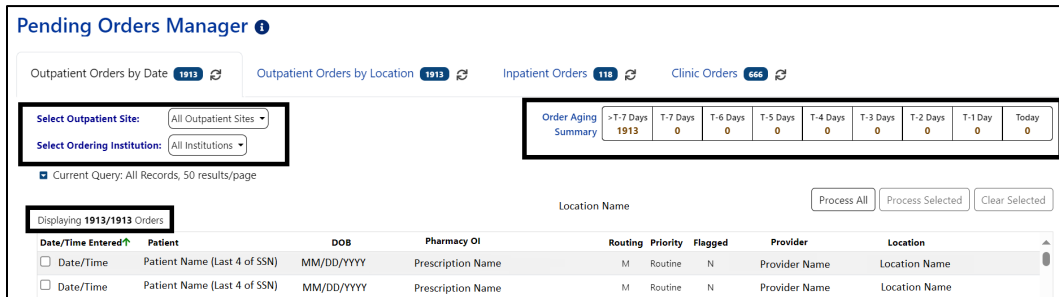 Pending Orders Manager
Outpatient Orders by Date 1913 Outpatient Orders by Location 1913 Inpatient Orders 118 Clinic Orders 666
Select Outpatient Site: All Outpatient Sites
Select Ordering Institution: All Institutions
Order Aging Summary
>T-7 Days T-7 Days T-6 Days T-5 Days T-4 Days T-3 Days T-2 Days T-1 Day Today
1913 0 0 0 0 0 0 0 0
Current Query: All Records, 50 results/page
Location Name
Process All Process Selected Clear Selected
Displaying 1913/1913 Orders
Date/Time Entered Patient DOB Pharmacy OI Routing Priority Flagged Provider Location
Date/Time Patient Name (Last 4 of SSN) MM/DD/YYYY Prescription Name M Routine N Provider Name Location Name
Date/Time Patient Name (Last 4 of SSN) MM/DD/YYYY Prescription Name M Routine N Provider Name Location Name